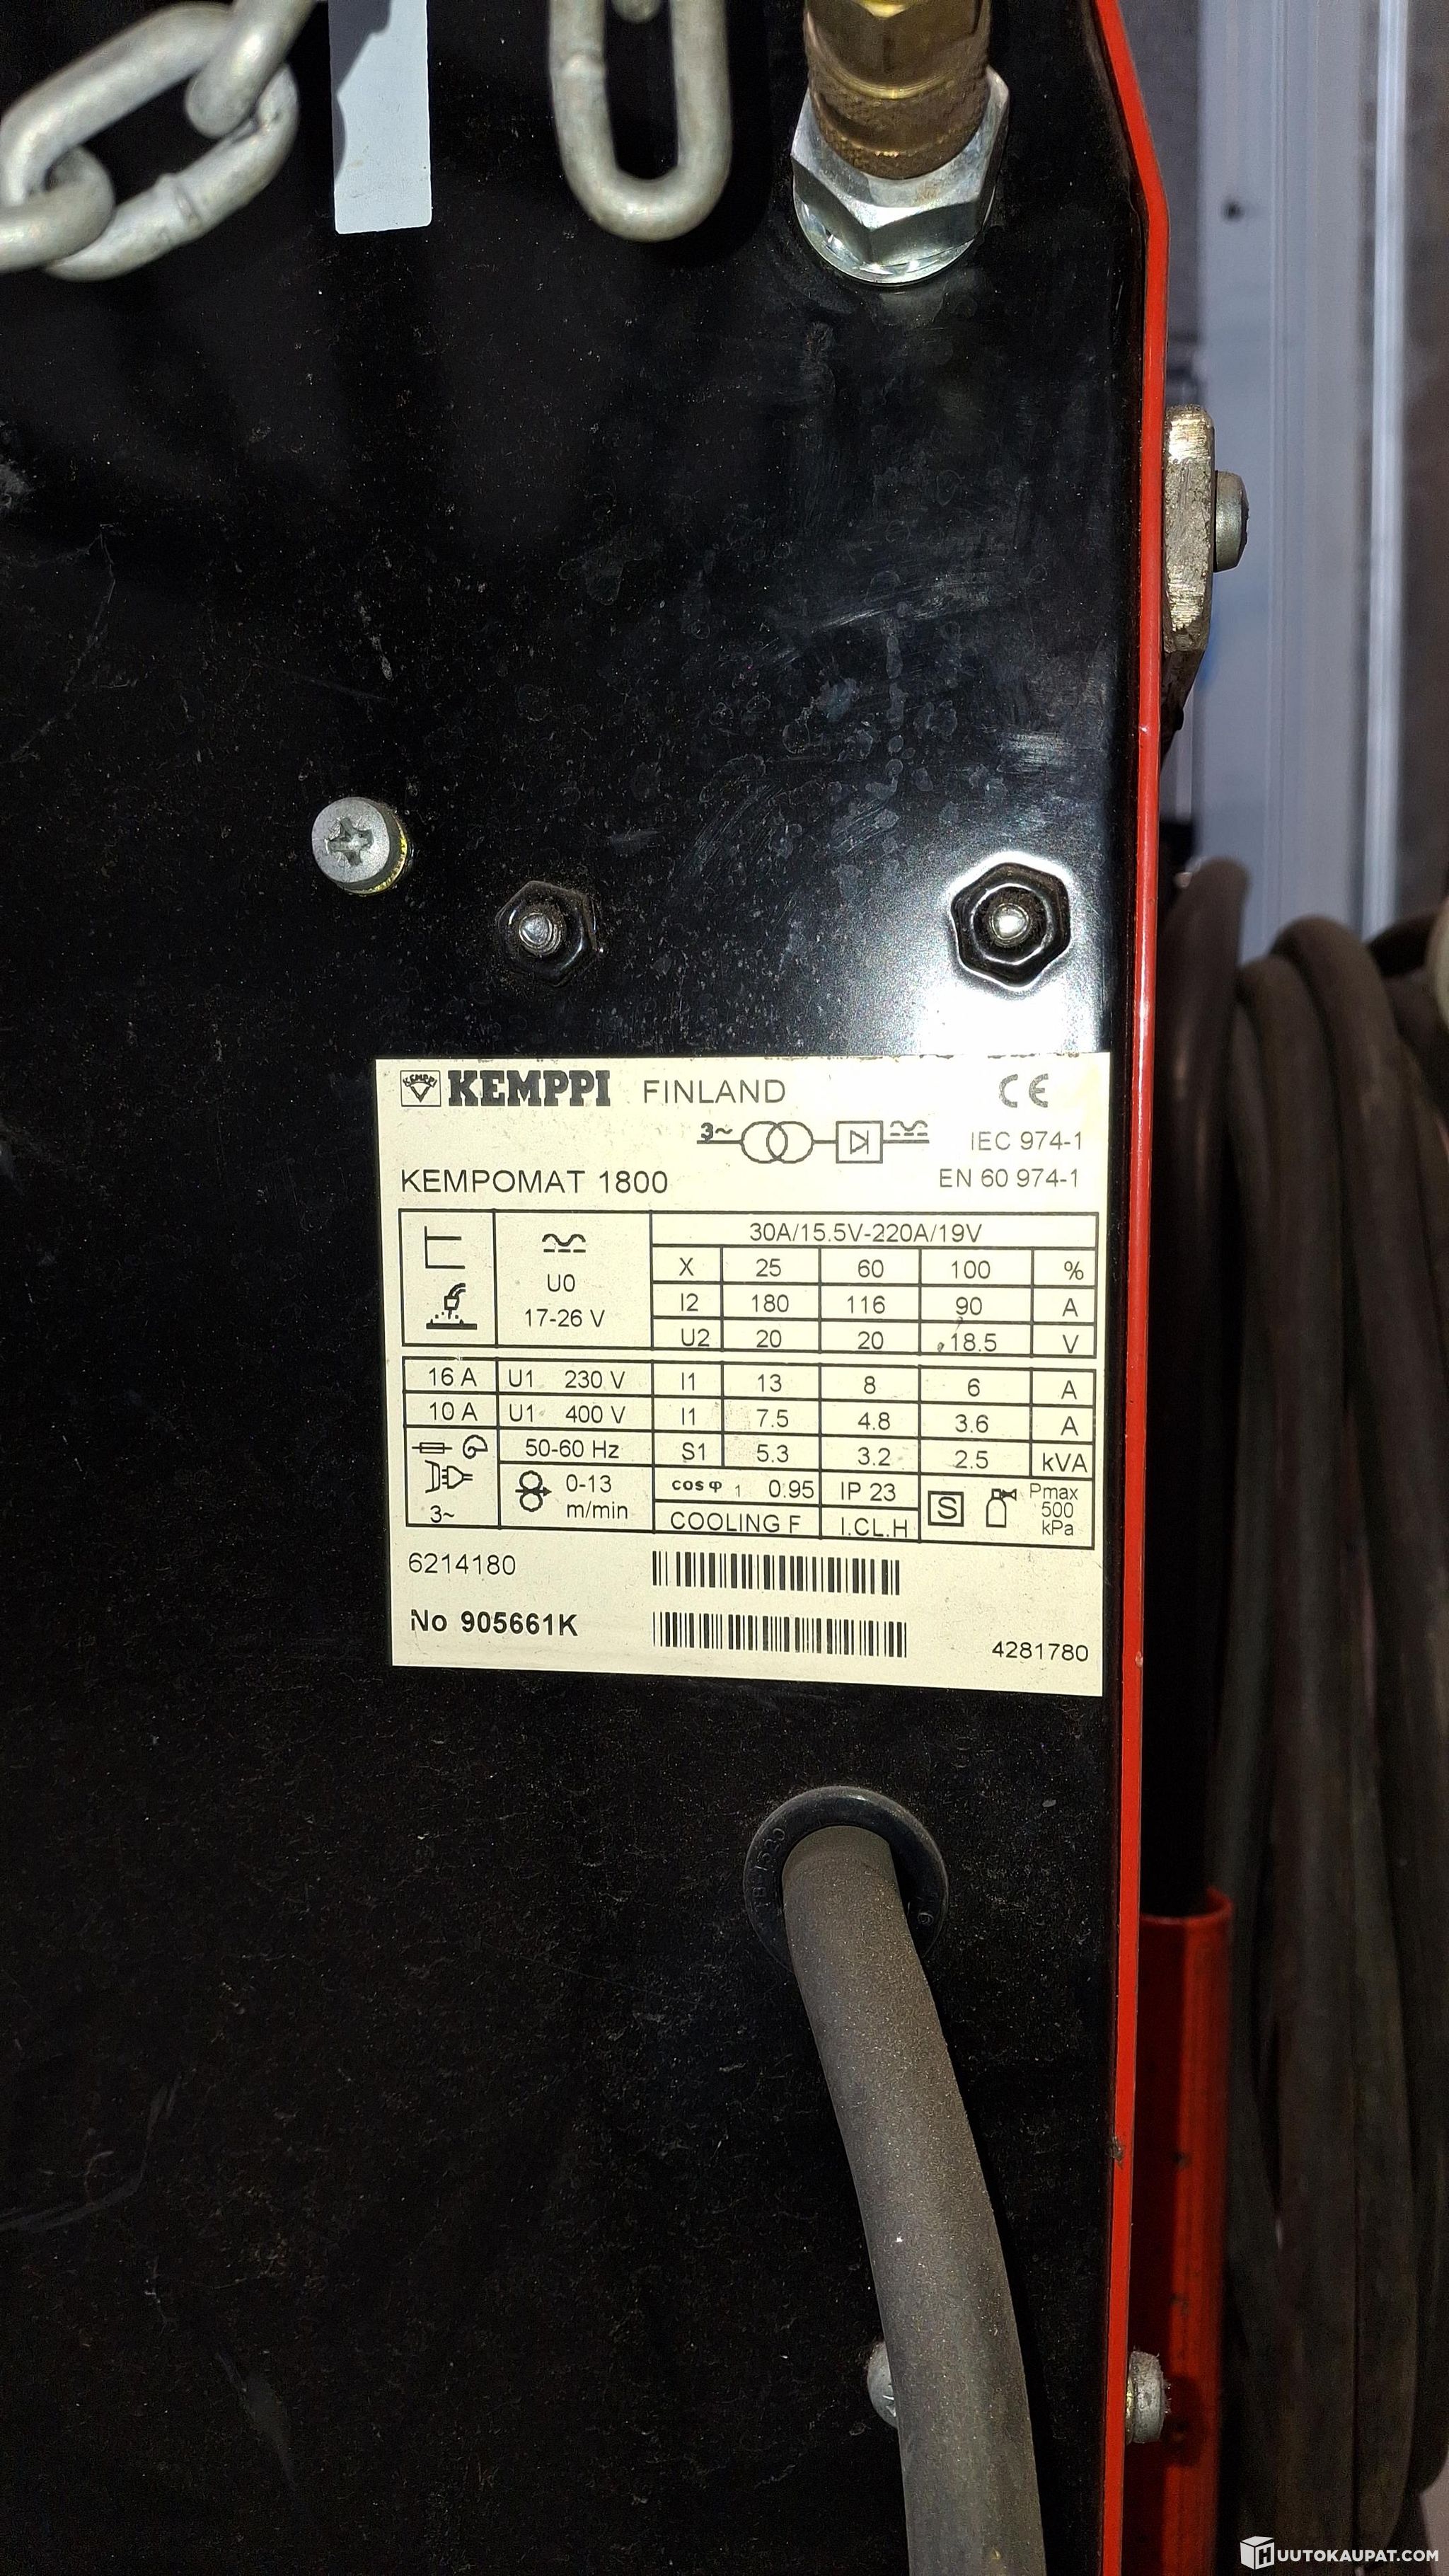 KEMPPI KEMPPI FINLAND CE
3~ IEC 974-1
KEMPOMAT 1800 EN 60 974-1
30A/15.5V-220A/19V
X 25 60 100 %
U0
I2 180 116 90 A
17-26 V
U2 20 20 18.5 V
16 A U1 230 V I1 13 8 6 A
10 A U1 400 V I1 7.5 4.8 3.6 A
50-60 Hz S1 5.3 3.2 2.5 kVA
0-13 m/min cos φ 1 0.95 IP 23 S Pmax 500 kPa
3~ COOLING F I.CL.H
6214180
No 905661K 4281780
HUUTOKAUPAT.COM